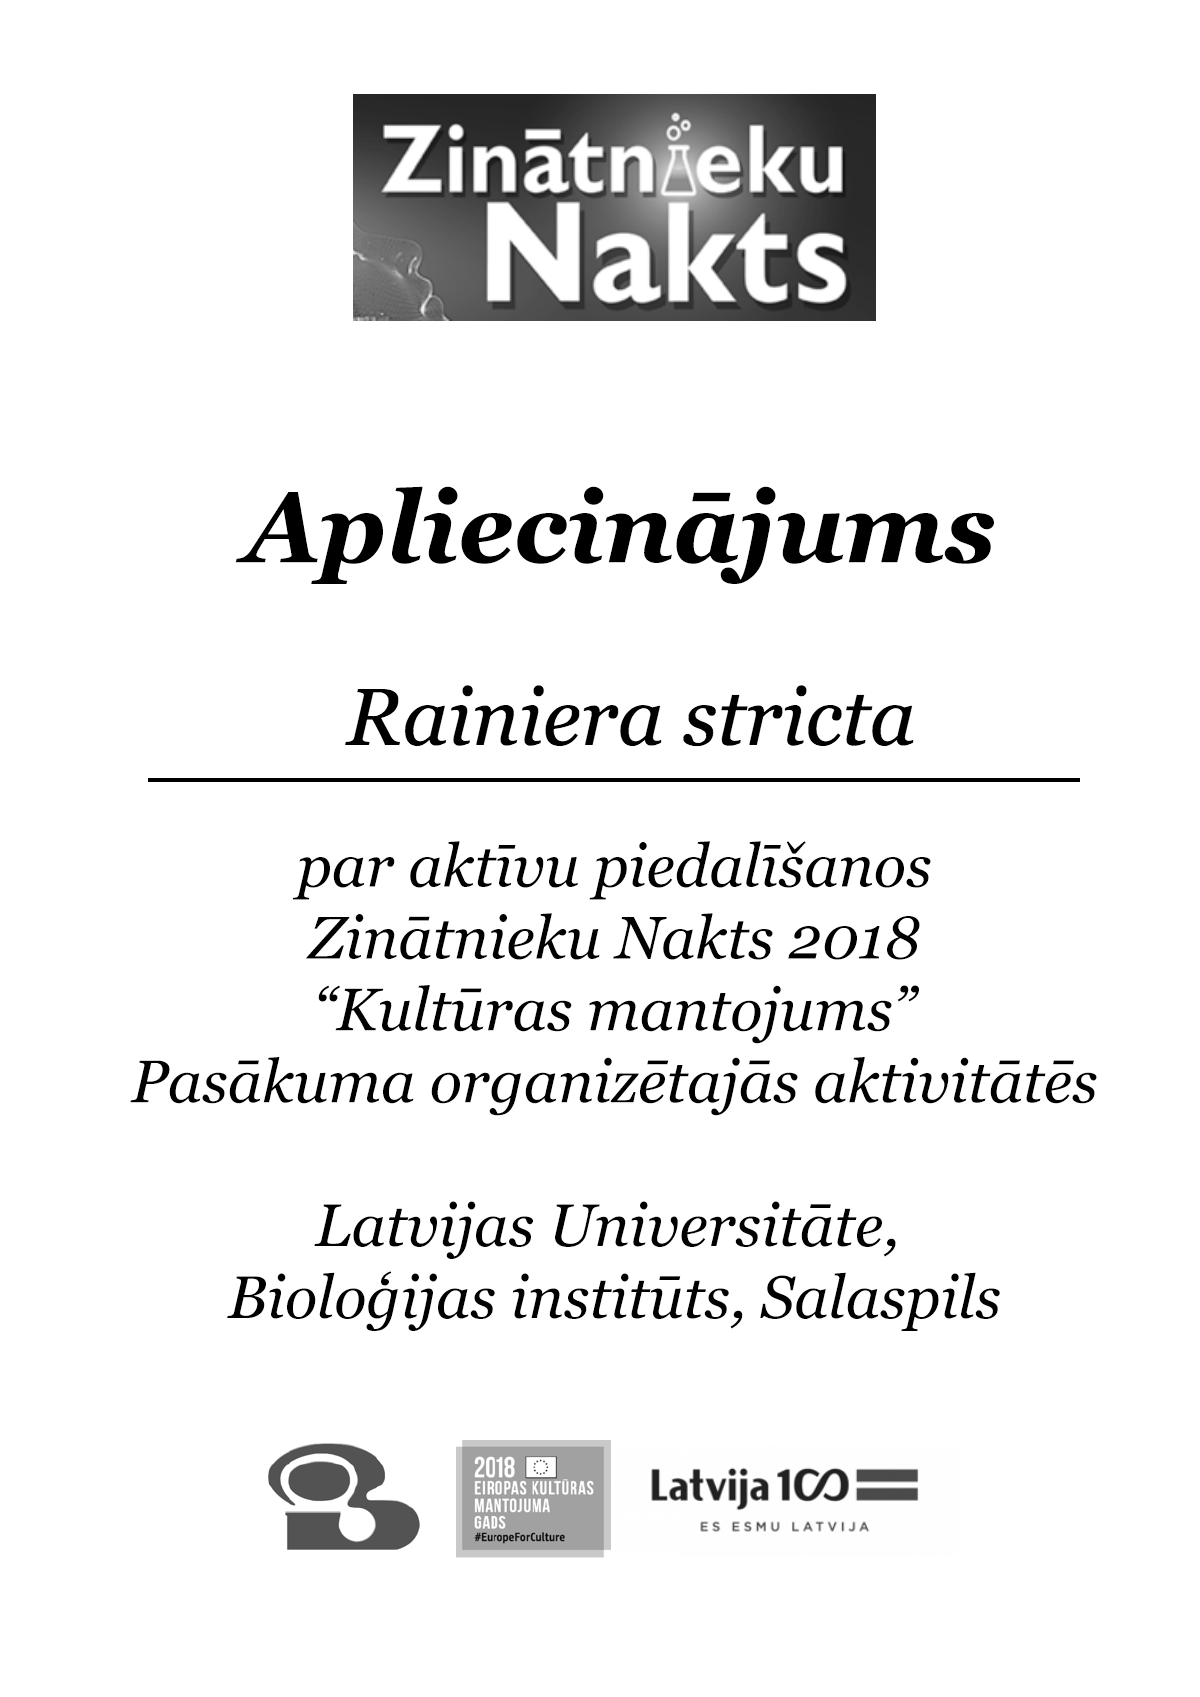 Zinātnieku
Nakts
Apliecinājums
Rainiera stricta
par aktīvu piedalīšanos
Zinātnieku Nakts 2018
“Kultūras mantojums”
Pasākuma organizētajās aktivitātēs
Latvijas Universitāte,
Bioloģijas institūts, Salaspils
2018
EIROPAS KULTŪRAS
MANTOJUMA
GADS
#EuropeForCulture
Latvija 100
ES ESMU LATVIJA